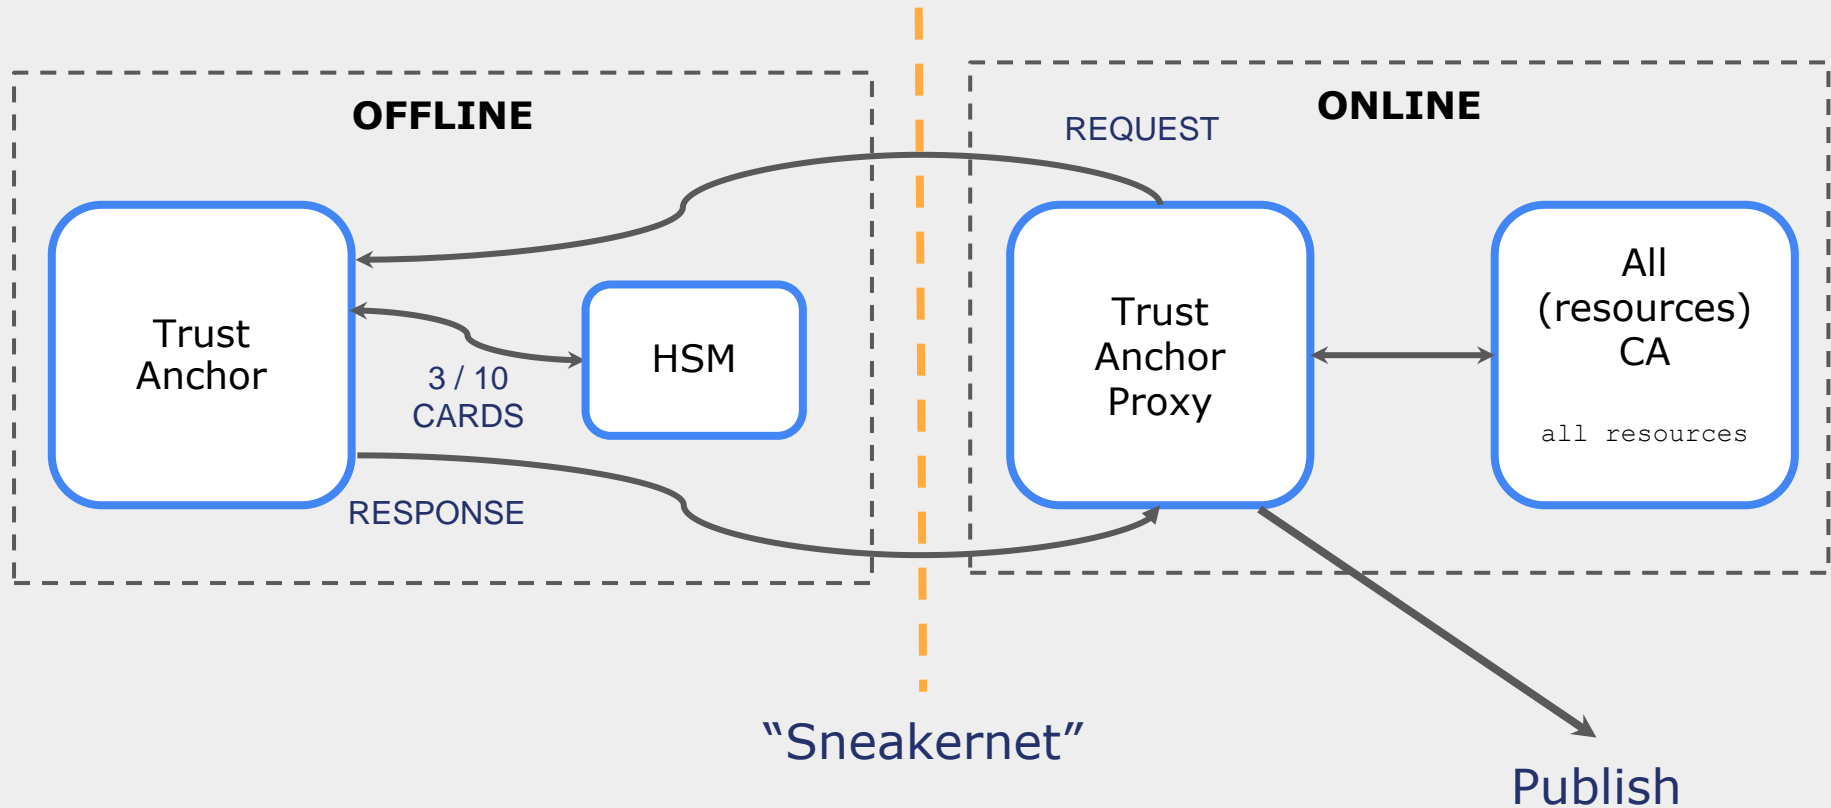 OFFLINE
ONLINE
REQUEST
Trust
Anchor
HSM
3 / 10
CARDS
RESPONSE
Trust
Anchor
Proxy
All
(resources)
CA
all resources
“Sneakernet”
Publish